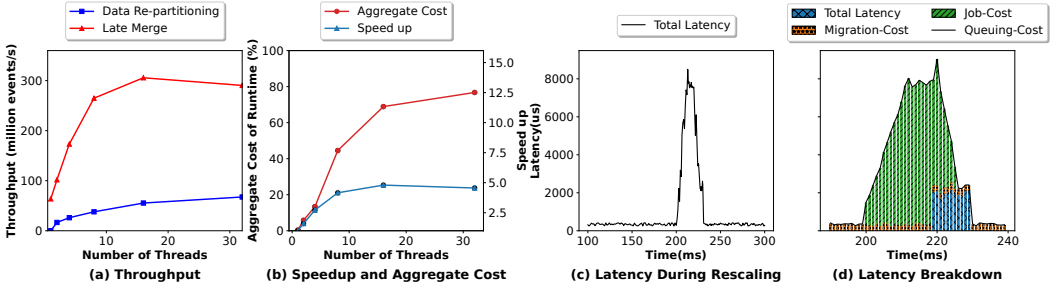 Data Re-partitioning
Late Merge
Throughput (million events/s)
300
200
100
0
0
10
20
30
Number of Threads
(a) Throughput
Aggregate Cost
Speed up
Aggregate Cost of Runtime (%)
100
80
60
40
20
0
0
10
20
30
Number of Threads
15.0
12.5
10.0
7.5
5.0
2.5
Speed up
(b) Speedup and Aggregate Cost
Total Latency
Latency(us)
8000
6000
4000
2000
0
100
150
200
250
300
Time(ms)
(c) Latency During Rescaling
Total Latency
Migration-Cost
Job-Cost
Queuing-Cost
200
220
240
Time(ms)
(d) Latency Breakdown